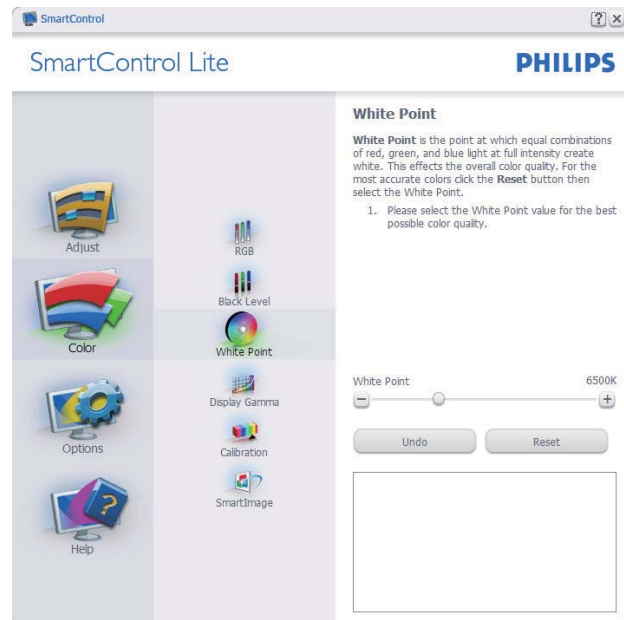 SmartControl
SmartControl Lite
PHILIPS
Adjust
Color
Options
Help
RGB
Black Level
White Point
Display Gamma
Calibration
SmartImage
White Point
White Point is the point at which equal combinations
of red, green, and blue light at full intensity create
white. This effects the overall color quality. For the
most accurate colors click the Reset button then
select the White Point.
1. Please select the White Point value for the best
possible color quality.
White Point 6500K
Undo Reset